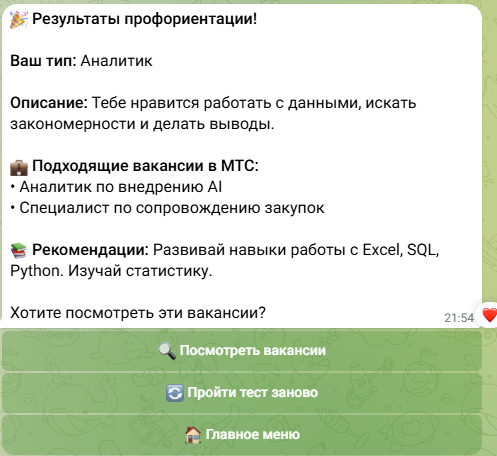 🎉 Результаты профориентации!
Ваш тип: Аналитик
Описание: Тебе нравится работать с данными, искать
закономерности и делать выводы.
💼 Подходящие вакансии в МТС:
• Аналитик по внедрению AI
• Специалист по сопровождению закупок
📚 Рекомендации: Развивай навыки работы с Excel, SQL,
Python. Изучай статистику.
Хотите посмотреть эти вакансии?
21:54
🔍 Посмотреть вакансии
🔄 Пройти тест заново
🏠 Главное меню